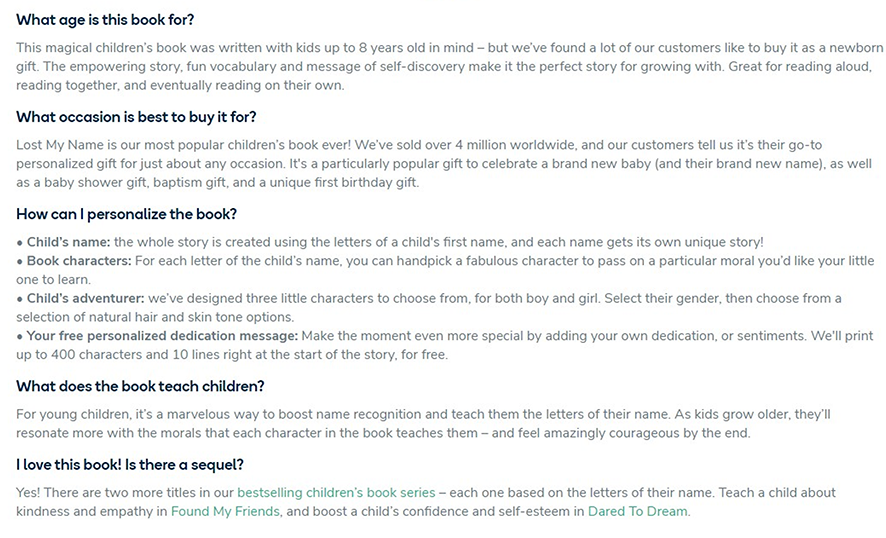 What age is this book for?
This magical children’s book was written with kids up to 8 years old in mind – but we’ve found a lot of our customers like to buy it as a newborn
gift. The empowering story, fun vocabulary and message of self-discovery make it the perfect story for growing with. Great for reading aloud,
reading together, and eventually reading on their own.
What occasion is best to buy it for?
Lost My Name is our most popular children’s book ever! We’ve sold over 4 million worldwide, and our customers tell us it’s their go-to
personalized gift for just about any occasion. It's a particularly popular gift to celebrate a brand new baby (and their brand new name), as well
as a baby shower gift, baptism gift, and a unique first birthday gift.
How can I personalize the book?
• Child’s name: the whole story is created using the letters of a child's first name, and each name gets its own unique story!
• Book characters: For each letter of the child’s name, you can handpick a fabulous character to pass on a particular moral you’d like your little
one to learn.
• Child’s adventurer: we’ve designed three little characters to choose from, for both boy and girl. Select their gender, then choose from a
selection of natural hair and skin tone options.
• Your free personalized dedication message: Make the moment even more special by adding your own dedication, or sentiments. We'll print
up to 400 characters and 10 lines right at the start of the story, for free.
What does the book teach children?
For young children, it’s a marvelous way to boost name recognition and teach them the letters of their name. As kids grow older, they’ll
resonate more with the morals that each character in the book teaches them – and feel amazingly courageous by the end.
I love this book! Is there a sequel?
Yes! There are two more titles in our bestselling children’s book series – each one based on the letters of their name. Teach a child about
kindness and empathy in Found My Friends, and boost a child’s confidence and self-esteem in Dared To Dream.